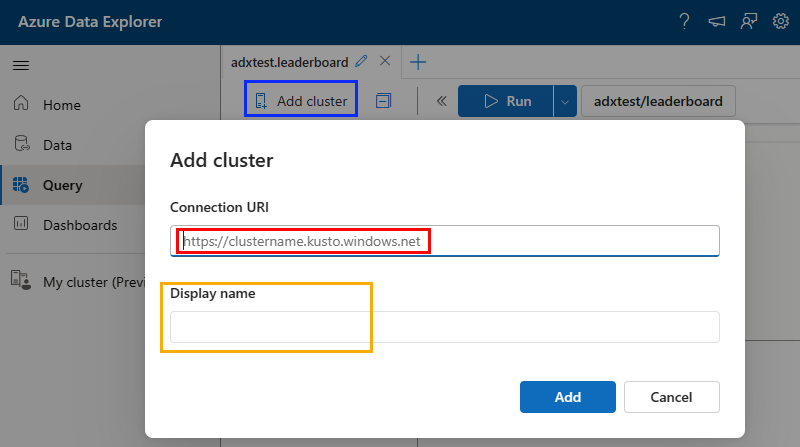 Azure Data Explorer
?
adxtest.leaderboard
Add cluster
Run
adxtest/leaderboard
Home
Data
Query
Dashboards
My cluster (Previ
Add cluster
Connection URI
https://clustername.kusto.windows.net
Display name
Add
Cancel